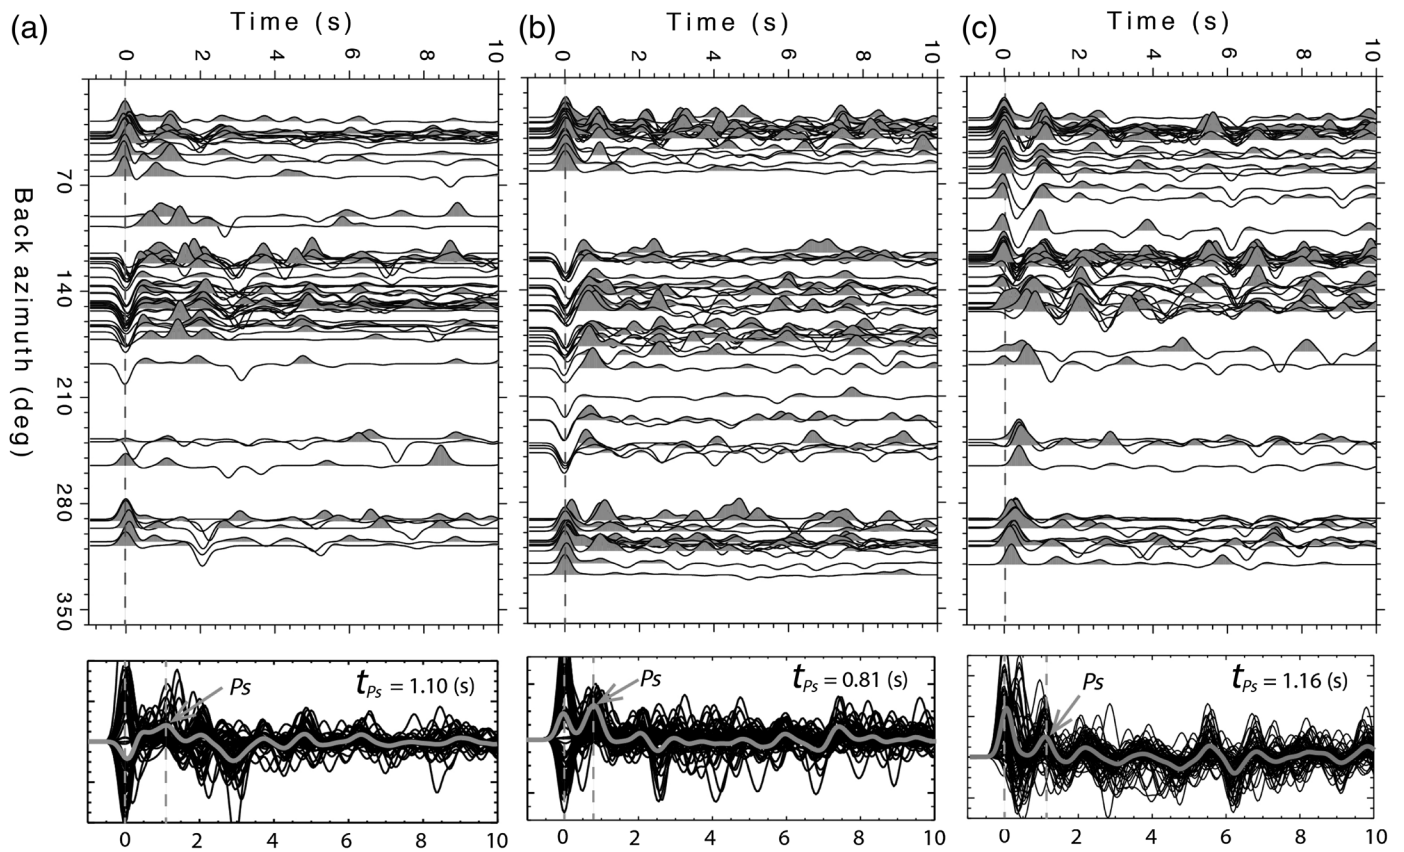 (a) Time (s)
0 2 4 6 8 10
Back azimuth (deg)
70
140
210
280
350
Ps
tPs = 1.10 (s)
0 2 4 6 8 10
(b) Time (s)
0 2 4 6 8 10
Ps
tPs = 0.81 (s)
0 2 4 6 8 10
(c) Time (s)
0 2 4 6 8 10
Ps
tPs = 1.16 (s)
0 2 4 6 8 10